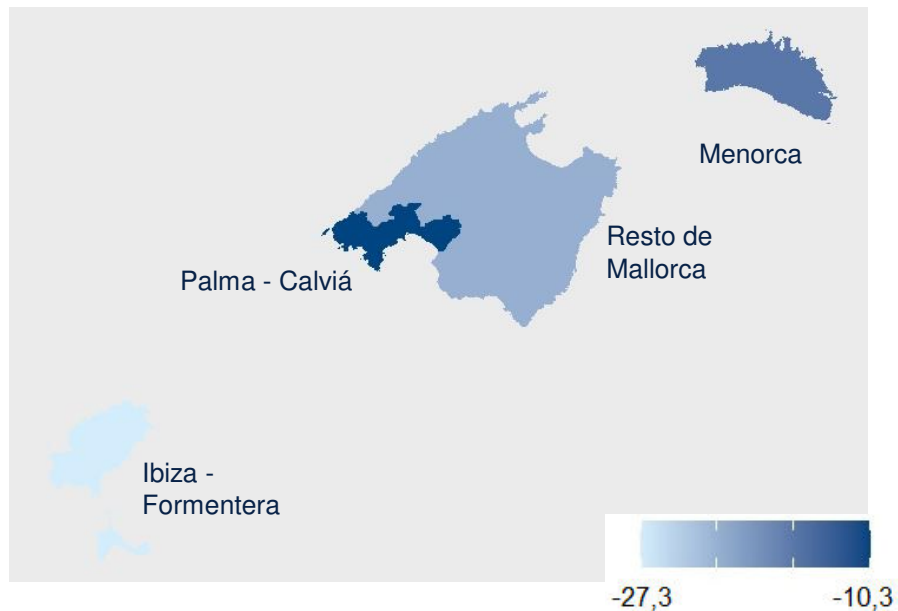 Menorca
Resto de
Mallorca
Palma - Calviá
Ibiza -
Formentera
-27,3
-10,3